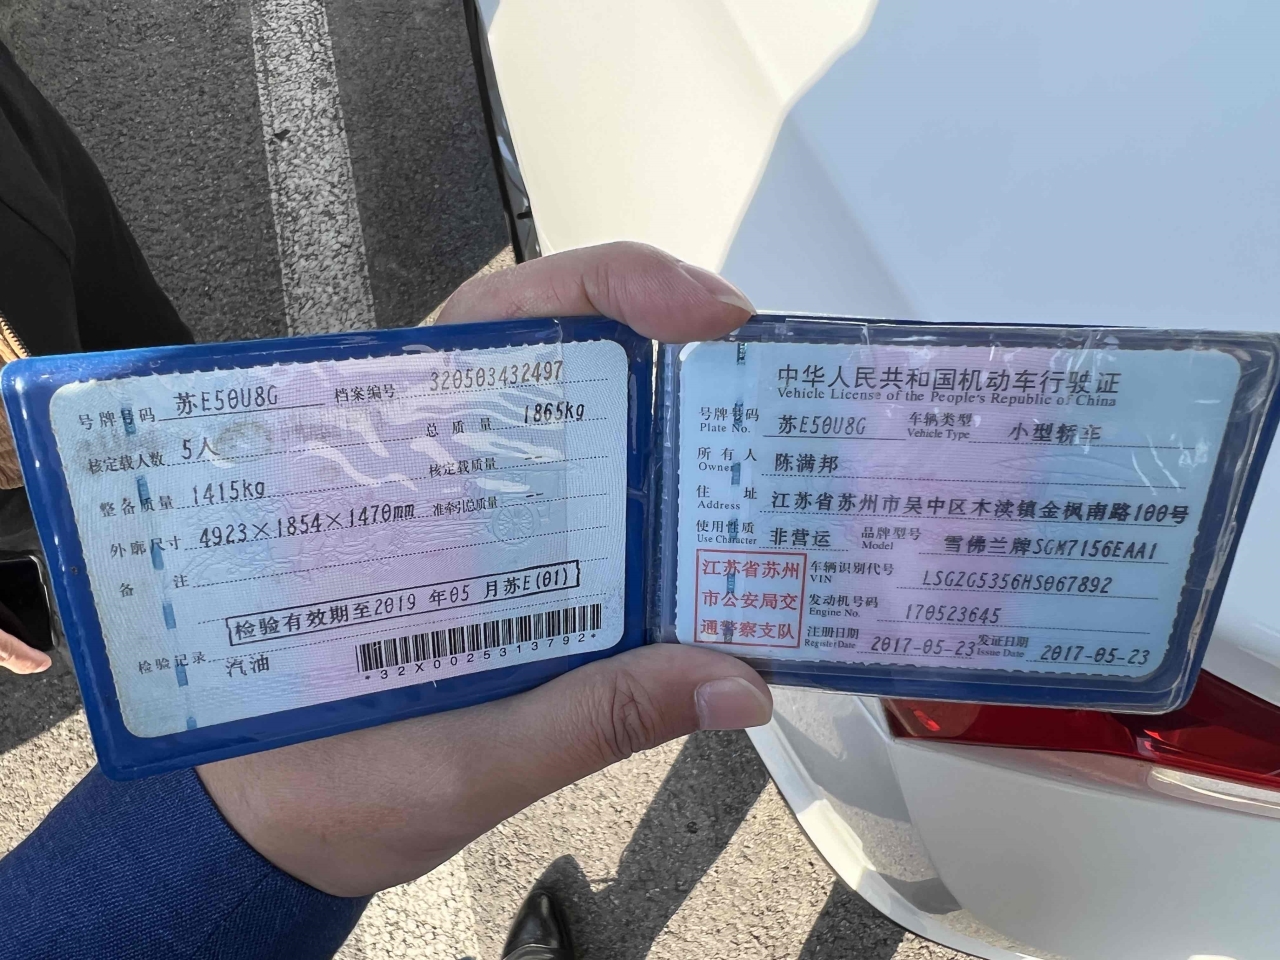 号牌号码 苏E50U8G 档案编号 320503432497
核定载人数 5人 总质量 1865kg
整备质量 1415kg 核定载质量 --
外廓尺寸 4923×1854×1470mm 准牵引总质量 --
备注
检验有效期至2019年05月苏E(01)
检验记录 汽油
*32X0025313792*
中华人民共和国机动车行驶证
Vehicle License of the People's Republic of China
号牌号码 Plate No. 苏E50U8G 车辆类型 Vehicle Type 小型轿车
所有人 Owner 陈满邦
住址 Address 江苏省苏州市吴中区木渎镇金枫南路100号
使用性质 Use Character 非营运 品牌型号 Model 雪佛兰牌SGM7156EAA1
江苏省苏州
市公安局交
通警察支队
车辆识别代号 VIN LSGZG5356HS067892
发动机号码 Engine No. 170523645
注册日期 Register Date 2017-05-23 发证日期 Issue Date 2017-05-23